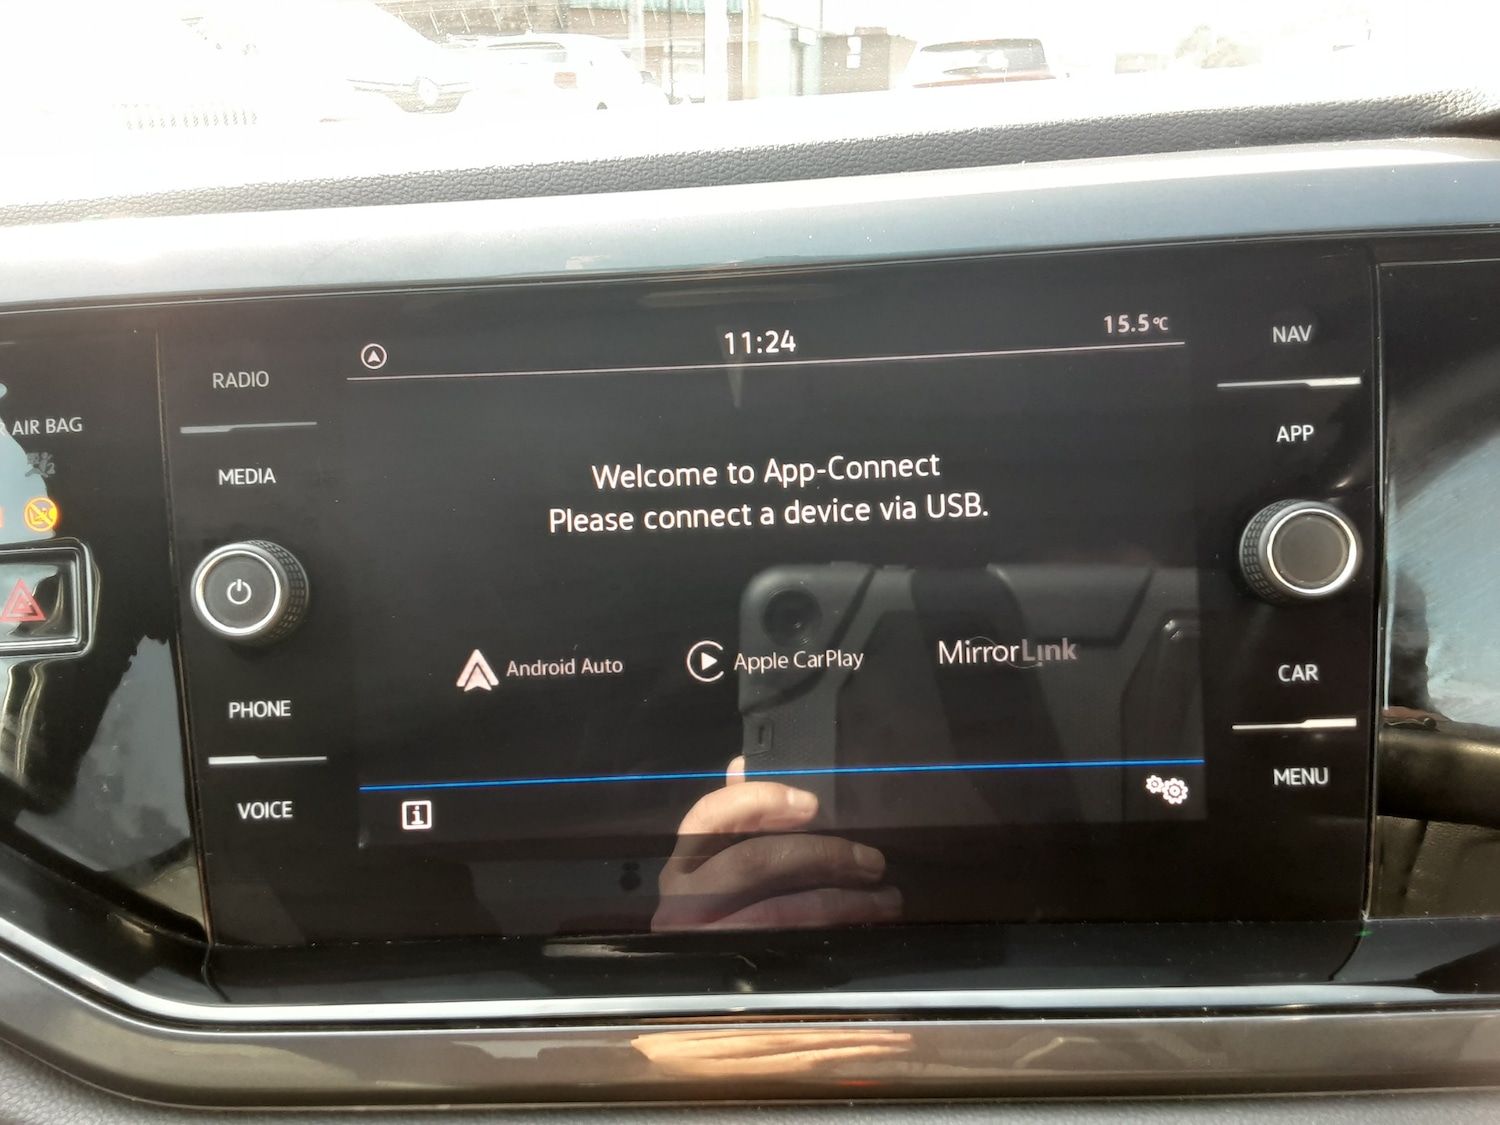 11:24
15.5°C
RADIO
MEDIA
PHONE
VOICE
AIR BAG
Welcome to App-Connect
Please connect a device via USB.
Android Auto
Apple CarPlay
MirrorLink
i
NAV
APP
CAR
MENU